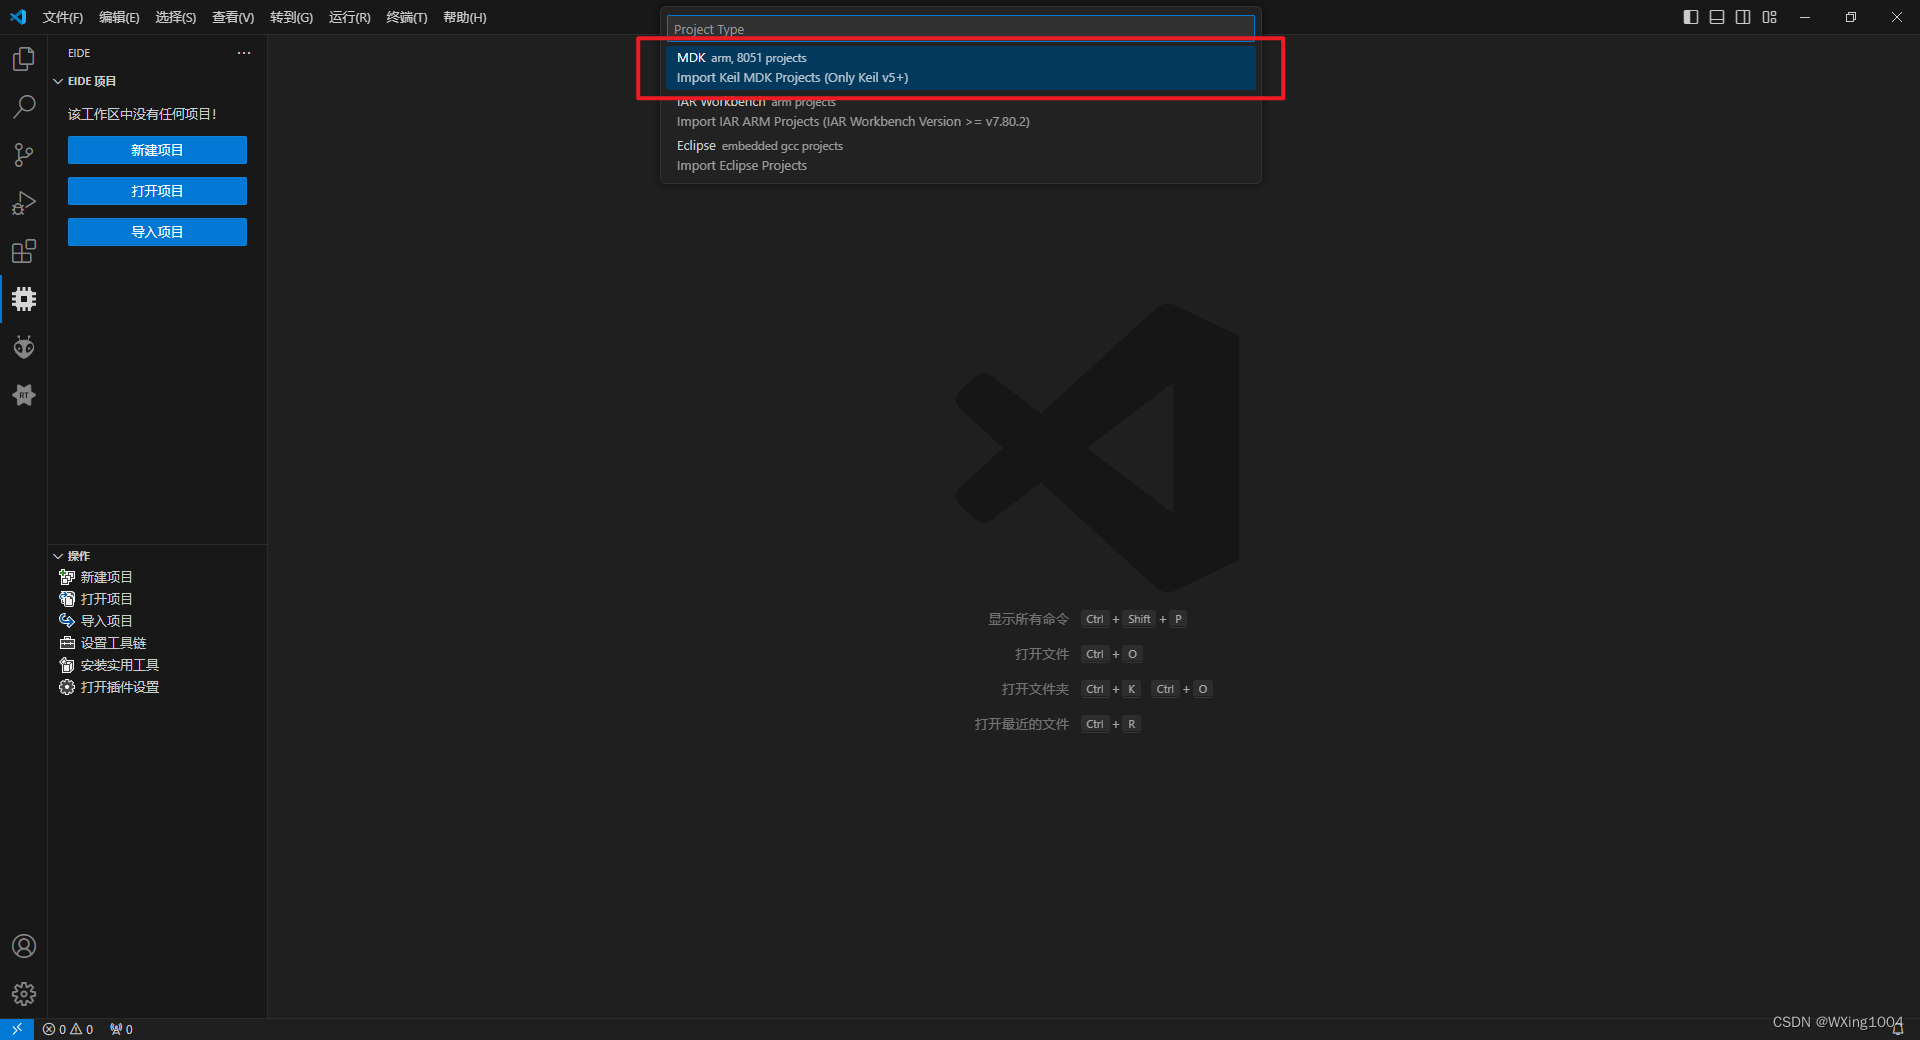 文件(F) 编辑(E) 选择(S) 查看(V) 转到(G) 运行(R) 终端(T) 帮助(H)
Project Type
MDK arm, 8051 projects
Import Keil MDK Projects (Only Keil v5+)
IAR Workbench arm projects
Import IAR ARM Projects (IAR Workbench Version >= v7.80.2)
Eclipse embedded gcc projects
Import Eclipse Projects
EIDE
EIDE 项目
该工作区中没有任何项目!
新建项目
打开项目
导入项目
RT
操作
新建项目
打开项目
导入项目
设置工具链
安装实用工具
打开插件设置
显示所有命令 Ctrl + Shift + P
打开文件 Ctrl + O
打开文件夹 Ctrl + K Ctrl + O
打开最近的文件 Ctrl + R
0 0 0
CSDN @WXing1004